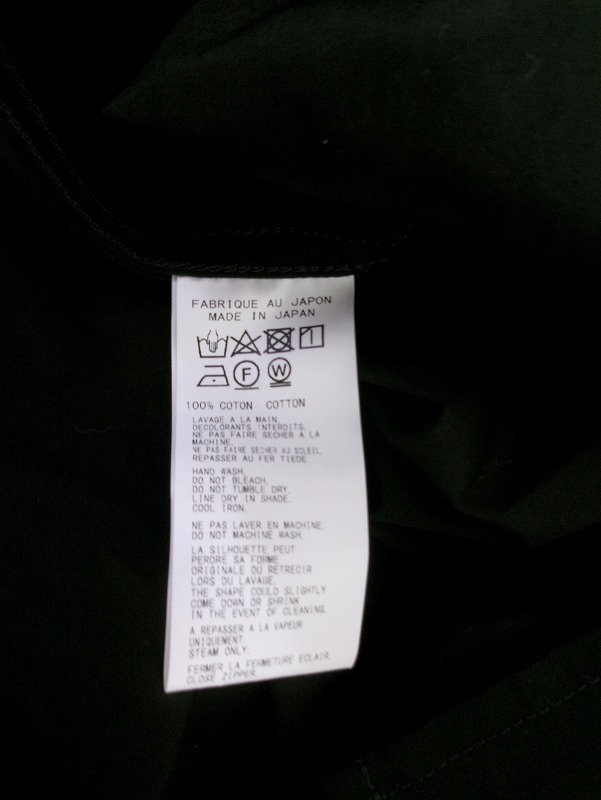 FABRIQUE AU JAPON
MADE IN JAPAN
F W
100% COTON COTTON
LAVAGE A LA MAIN.
DECOLORANTS INTERDITS.
NE PAS FAIRE SECHER A LA
MACHINE.
NE PAS FAIRE SECHER AU SOLEIL.
REPASSER AU FER TIEDE
HAND WASH.
DO NOT BLEACH.
DO NOT TUMBLE DRY.
LINE DRY IN SHADE.
COOL IRON.
NE PAS LAVER EN MACHINE.
DO NOT MACHINE WASH.
LA SILHOUETTE PEUT
PERDRE SA FORME
ORIGINALE OU RETRECIR
LORS DU LAVAGE.
THE SHAPE COULD SLIGHTLY
COME DOWN OR SHRINK
IN THE EVENT OF CLEANING.
A REPASSER A LA VAPEUR
UNIQUEMENT.
STEAM ONLY.
FERMER LA FERMETURE ECLAIR.
CLOSE ZIPPER.